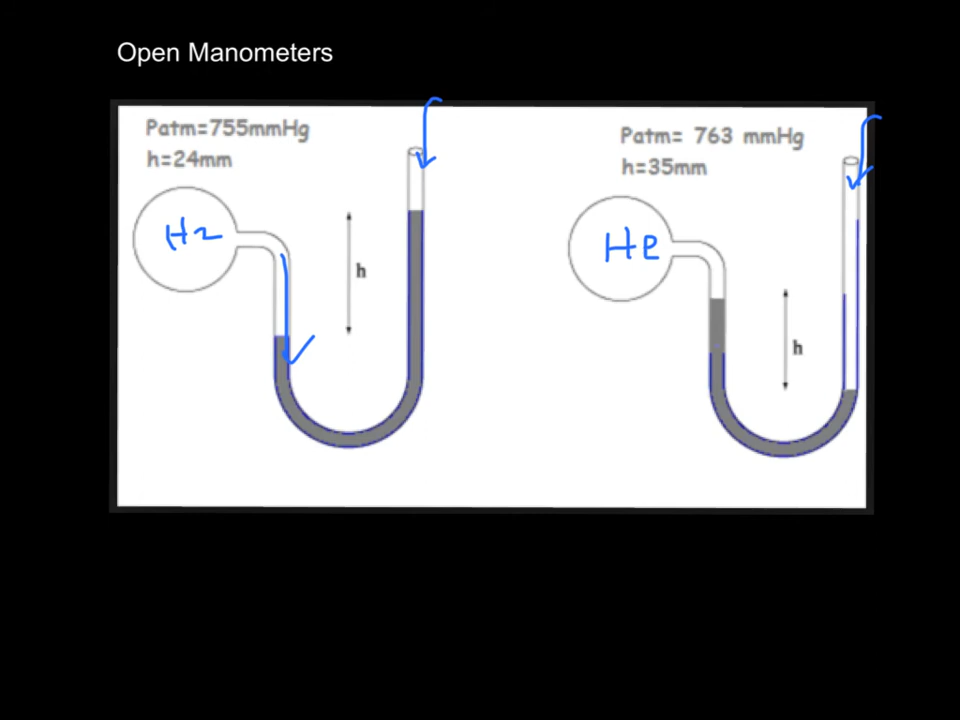 Open Manometers
Patm=755mmHg
h=24mm
H2
h
Patm= 763 mmHg
h=35mm
He
h